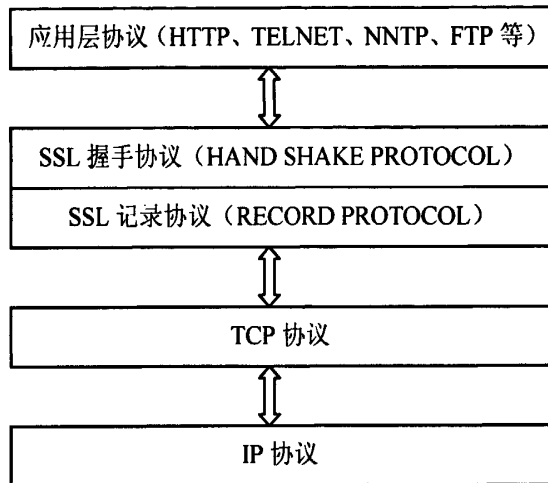 应用层协议（HTTP、TELNET、NNTP、FTP 等）
SSL 握手协议（HAND SHAKE PROTOCOL）
SSL 记录协议（RECORD PROTOCOL）
TCP 协议
IP 协议